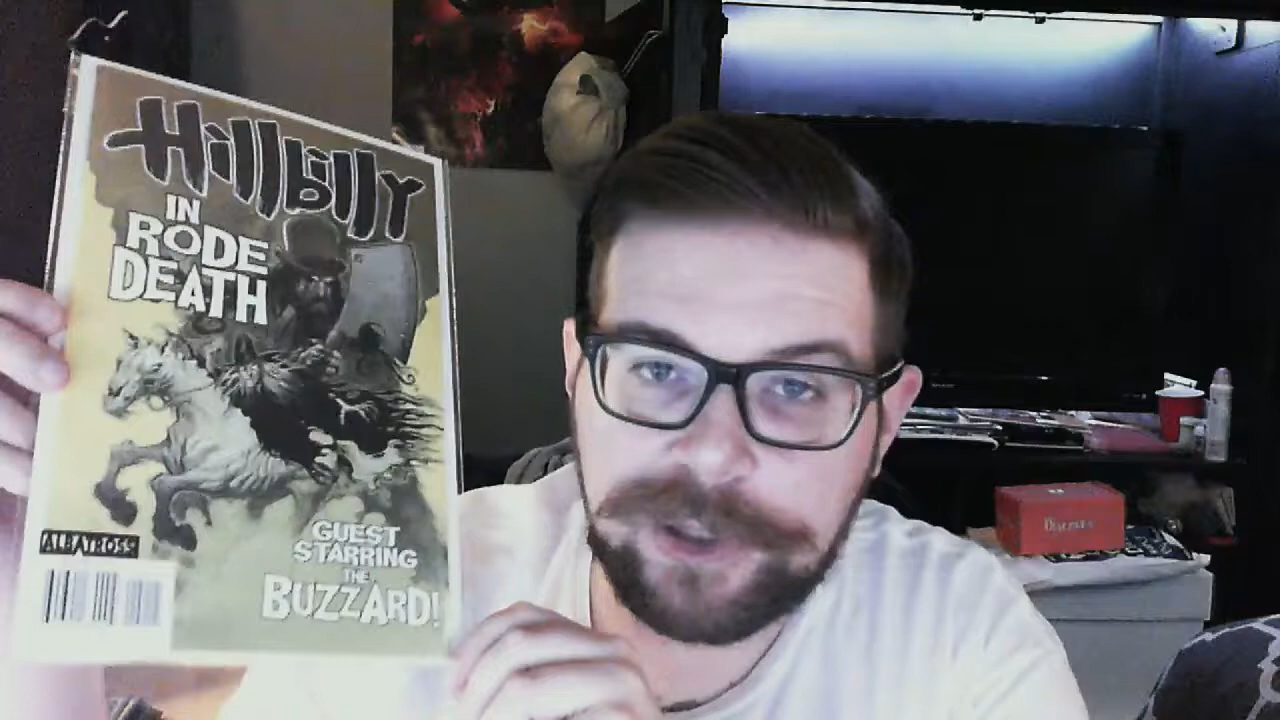 Hillbilly
IN
RODE
DEATH
ALBATROSS
GUEST
STARRING
THE
BUZZARD!